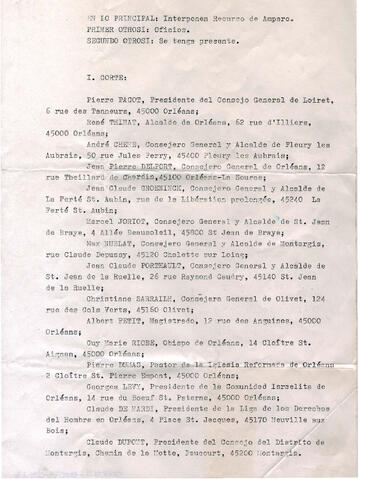 EN LO PRINCIPAL: Interponen Recurso de Amparo.
PRIMER OTROSI: Oficios.
SEGUNDO OTROSI: Se tenga presente.
I. CORTE:
Pierre PAGOT, Presidente del Consejo General de Loiret,
6 rue des Tanneurs, 45000 Orléans;
René THINAT, Alcalde de Orléans, 62 rue d'Illiers,
45000 Orléans;
André CHENE, Consejero General y Alcalde de Fleury les
Aubrais, 50 rue Jules Ferry, 45400 Fleury les Aubrais;
Jean Pierre DELPORT, Consejero General de Orléans, 12
rue Theillard de Chardin, 45100 Orléans-La Source;
Jean Claude GROENINCK, Consejero General y Alcalde de
La Ferté St. Aubin, rue de la Libération prolongée, 45240 La
Ferté St. Aubin;
Marcel JORIOT, Consejero General y Alcalde de St. Jean
de Braye, 4 Allée Beausoleil, 45800 St Jean de Braye;
Max NUBLAT, Consejero General y Alcalde de Montargis,
rue Claude Debussy, 45120 Chalette sur Loing;
Jean Claude PORTEAULT, Consejero General y Alcalde de
St. Jean de la Ruelle, 26 rue Raymond Gaudry, 45140 St. Jean
de la Ruelle;
Christiane SARRAILH, Consejera General de Olivet, 124
rue des Cols Verts, 45160 Olivet;
Albert PETIT, Magistrado, 12 rue des Anguines, 45000
Orléans;
Guy Marie RIOBE, Obispo de Orléans, 14 Cloître St.
Aignan, 45000 Orléans;
Pierre Pastor de la Iglesia Reformada de Orléans
2 Cloître St. Pierre Empont, 45000 Orléans;
Georges LEVY, Presidente de la Comunidad Israelita de
Orléans, 14 rue du Boeuf St. Paterne, 45000 Orléans;
Claude DE NARDI, Presidente de la Liga de los Derechos
del Hombre en Orléans, 4 Place St. Jacques, 45170 Neuville aux
Bois;
Claude DUPONT, Presidente del Consejo del Distrito de
Montargis, Chemin de la Motte, 45200 Montargis.